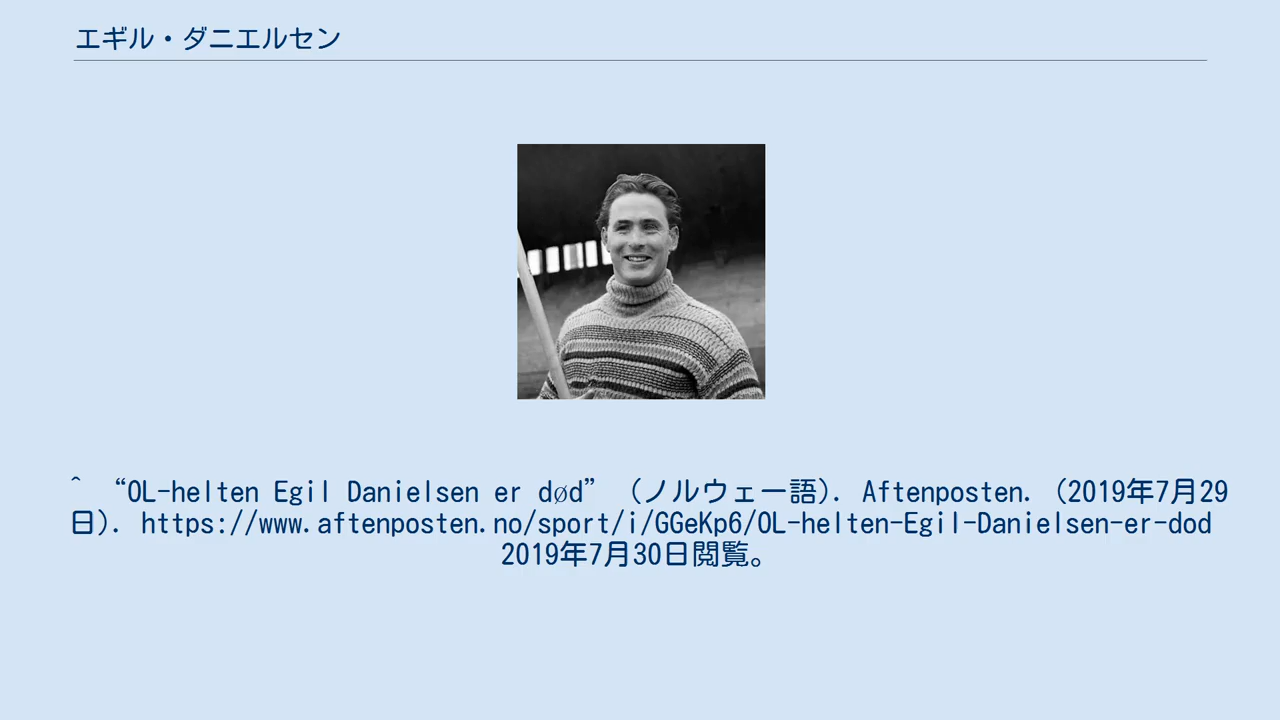 エギル・ダニエルセン
^ “OL-helten Egil Danielsen er død” (ノルウェー語). Aftenposten. (2019年7月29
日). https://www.aftenposten.no/sport/i/GGeKp6/OL-helten-Egil-Danielsen-er-dod
2019年7月30日閲覧。